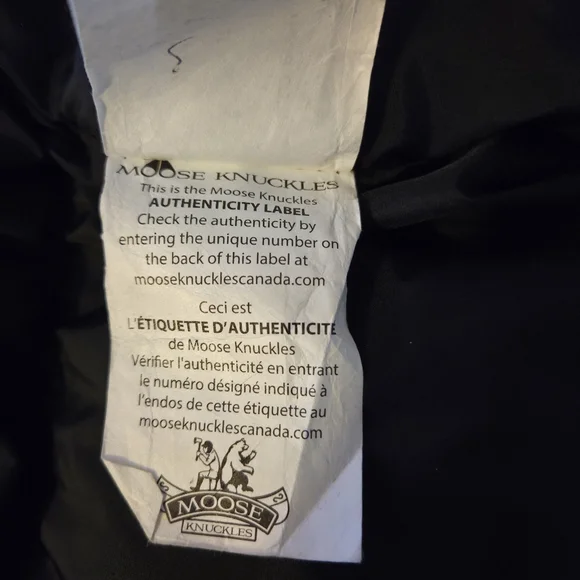 MOOSE KNUCKLES
This is the Moose Knuckles
AUTHENTICITY LABEL
Check the authenticity by
entering the unique number on
the back of this label at
mooseknucklescanada.com
Ceci est
L'ÉTIQUETTE D'AUTHENTICITÉ
de Moose Knuckles
Vérifier l'authenticité en entrant
le numéro désigné indiqué à
l'endos de cette étiquette au
mooseknucklescanada.com
MOOSE
KNUCKLES